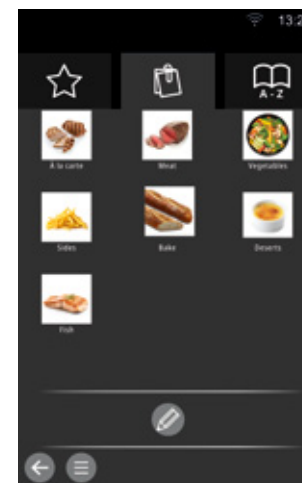 13:2
A-Z
À la carte Meat Vegetables
Sides Bake Deserts
Fish